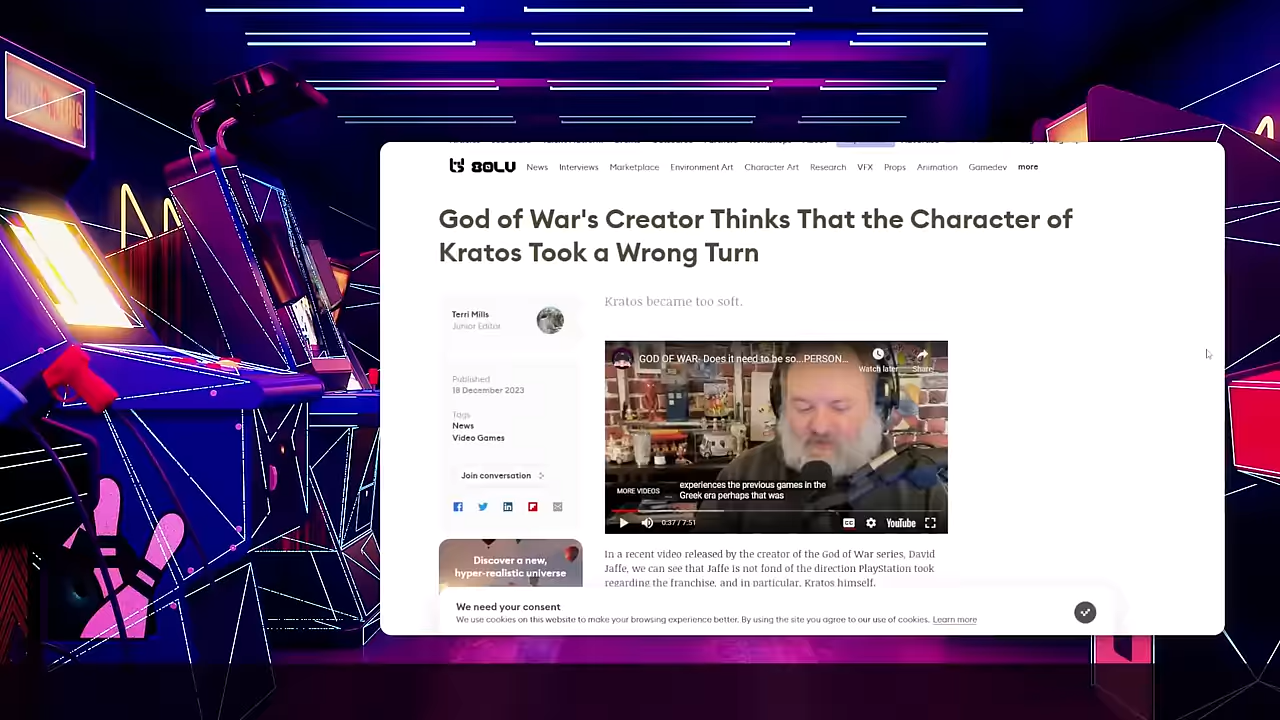 80LV News Interviews Marketplace Environment Art Character Art Research VFX Props Animation Gamedev more
God of War's Creator Thinks That the Character of
Kratos Took a Wrong Turn
Terri Mills
Junior Editor
Published
18 December 2023
Tags
News
Video Games
Join conversation
Discover a new,
hyper-realistic universe
Kratos became too soft.
GOD OF WAR- Does it need to be so...PERSON...
Watch later
Share
experiences the previous games in the
Greek era perhaps that was
MORE VIDEOS
0:37 / 7:51
CC
YouTube
In a recent video released by the creator of the God of War series, David
Jaffe, we can see that Jaffe is not fond of the direction PlayStation took
regarding the franchise, and in particular, Kratos himself.
We need your consent
We use cookies on this website to make your browsing experience better. By using the site you agree to our use of cookies. Learn more